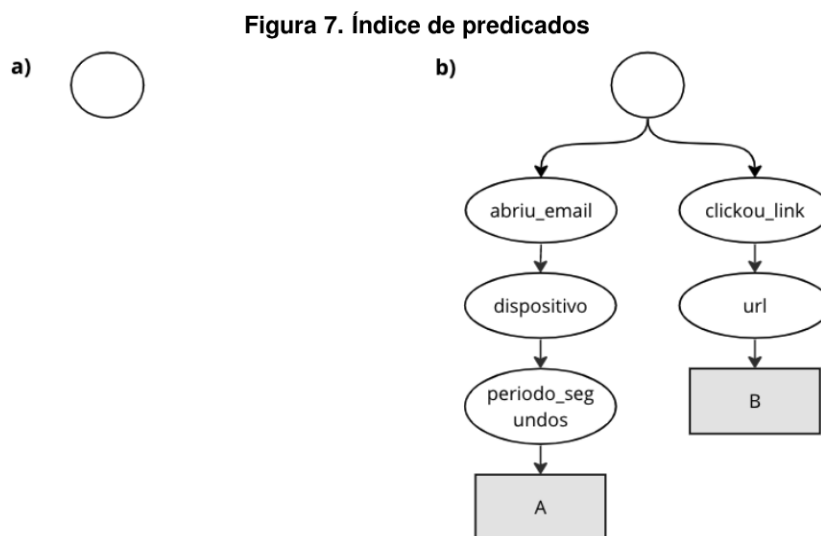 Figura 7. Índice de predicados
a)
b)
abriu_email
clickou_link
dispositivo
url
periodo_seg
undos
B
A